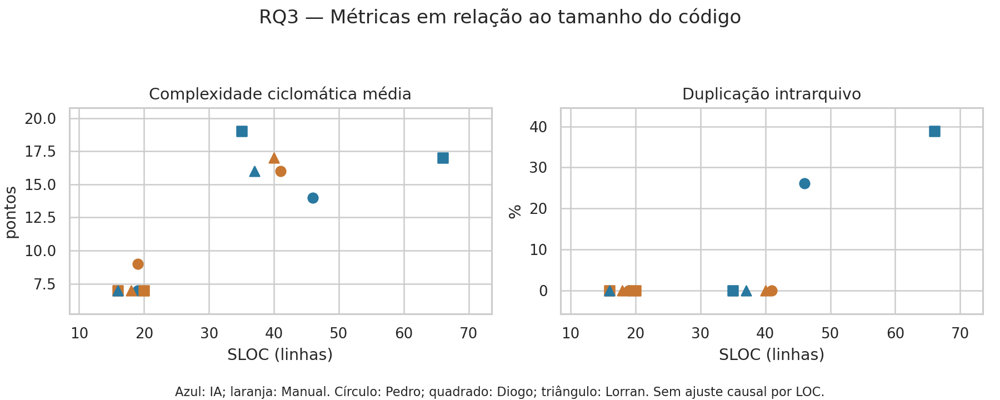 RQ3 — Métricas em relação ao tamanho do código
Complexidade ciclomática média
pontos
20.0
17.5
15.0
12.5
10.0
7.5
10 20 30 40 50 60 70
SLOC (linhas)
Duplicação intrarquivo
%
40
30
20
10
0
10 20 30 40 50 60 70
SLOC (linhas)
Azul: IA; laranja: Manual. Círculo: Pedro; quadrado: Diogo; triângulo: Lorran. Sem ajuste causal por LOC.